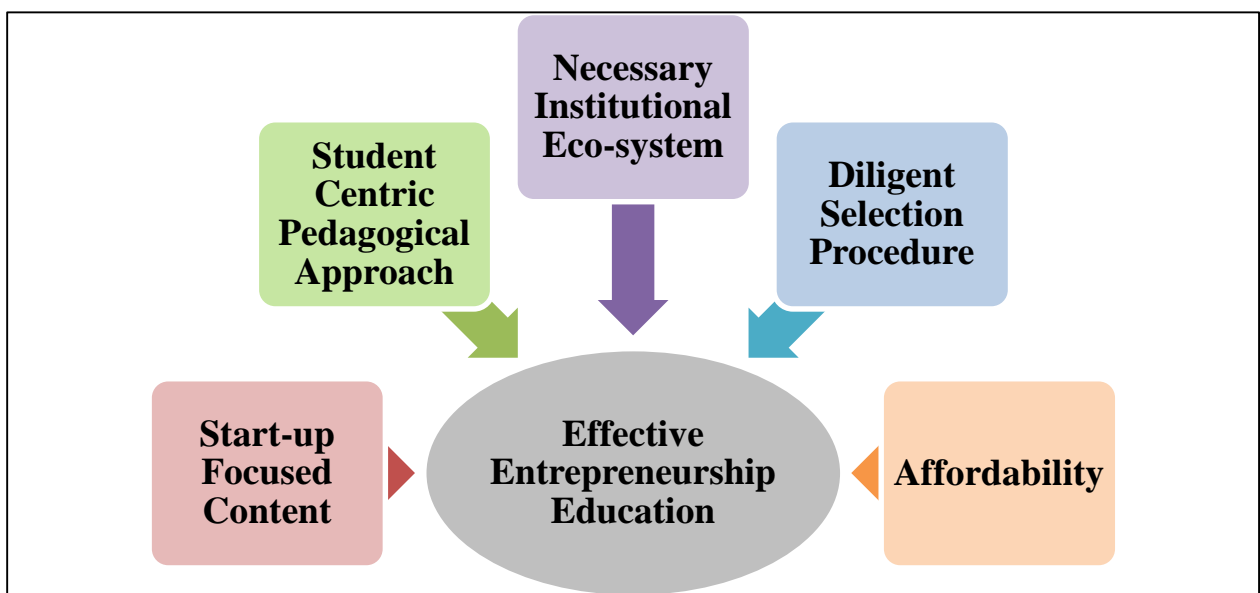 Necessary
Institutional
Eco-system
Student
Centric
Pedagogical
Approach
Diligent
Selection
Procedure
Start-up
Focused
Content
Effective
Entrepreneurship
Education
Affordability